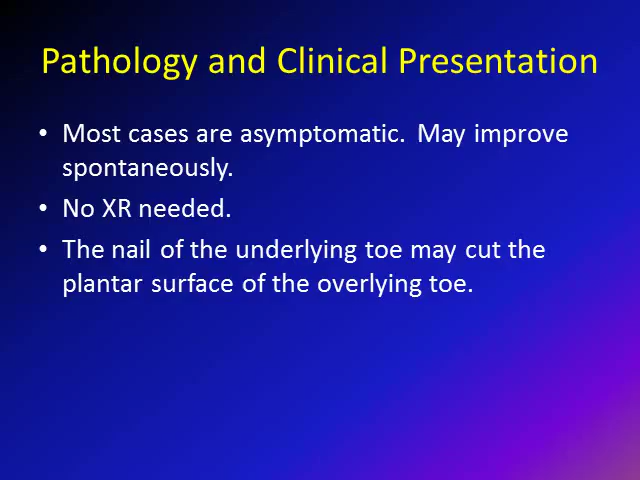 Pathology and Clinical Presentation
• Most cases are asymptomatic.  May improve
spontaneously.
• No XR needed.
• The nail of the underlying toe may cut the
plantar surface of the overlying toe.